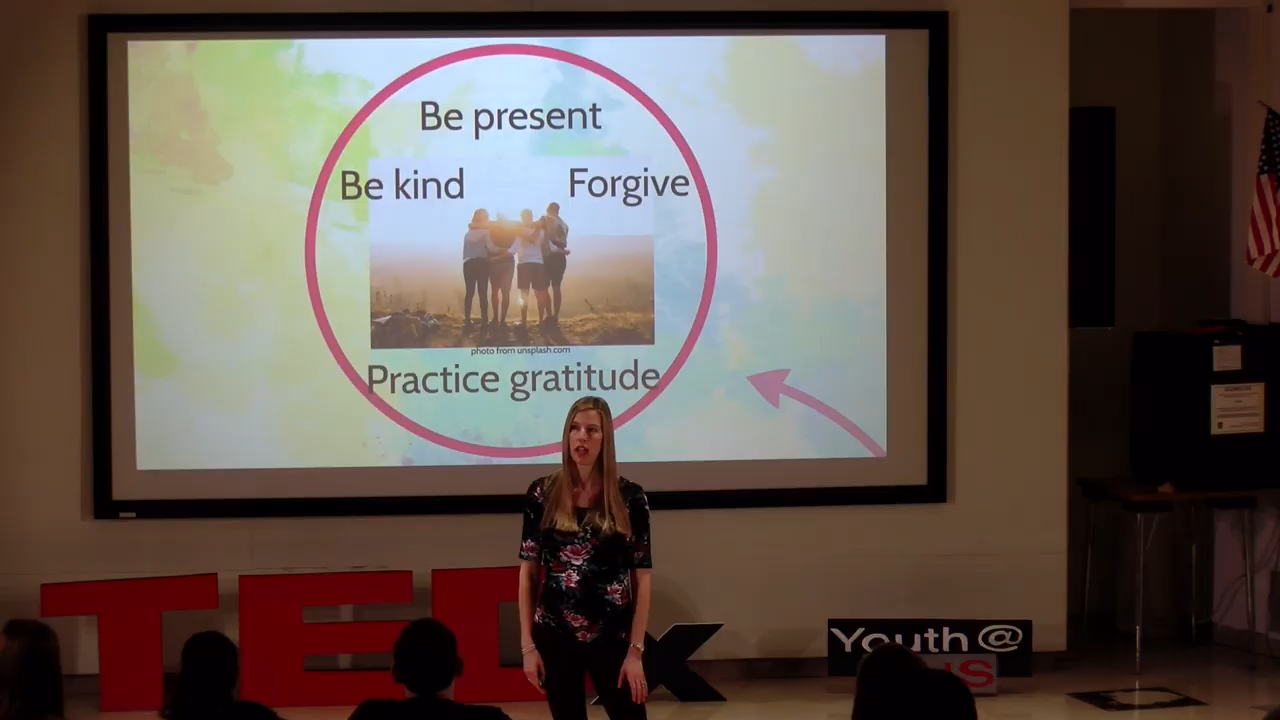 Be present
Be kind
Forgive
photo from unsplash.com
Practice gratitude
TEDx
Youth @